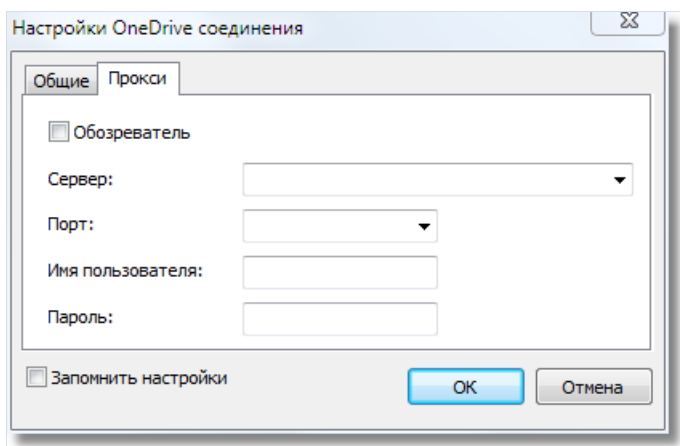 Настройки OneDrive соединения
Общие Прокси
Обозреватель
Сервер:
Порт:
Имя пользователя:
Пароль:
Запомнить настройки OK Отмена